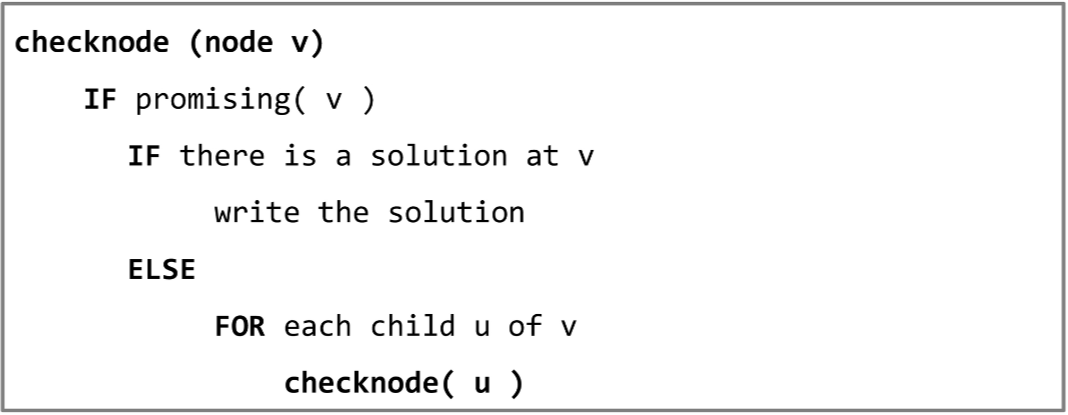 checknode (node v)
IF promising( v )
IF there is a solution at v
write the solution
ELSE
FOR each child u of v
checknode( u )